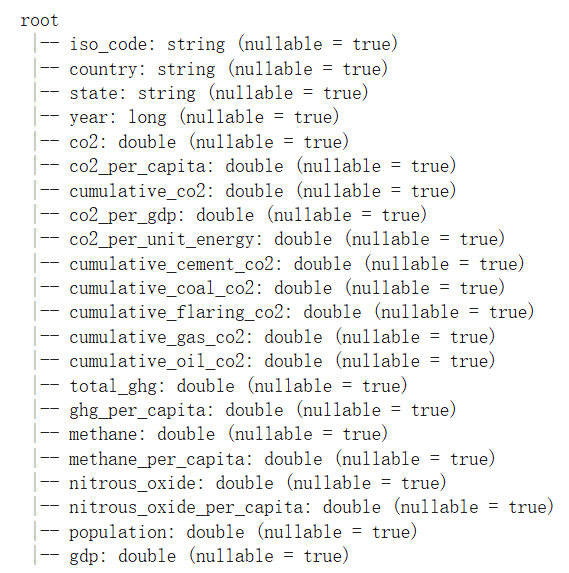 root
|-- iso_code: string (nullable = true)
|-- country: string (nullable = true)
|-- state: string (nullable = true)
|-- year: long (nullable = true)
|-- co2: double (nullable = true)
|-- co2_per_capita: double (nullable = true)
|-- cumulative_co2: double (nullable = true)
|-- co2_per_gdp: double (nullable = true)
|-- co2_per_unit_energy: double (nullable = true)
|-- cumulative_cement_co2: double (nullable = true)
|-- cumulative_coal_co2: double (nullable = true)
|-- cumulative_flaring_co2: double (nullable = true)
|-- cumulative_gas_co2: double (nullable = true)
|-- cumulative_oil_co2: double (nullable = true)
|-- total_ghg: double (nullable = true)
|-- ghg_per_capita: double (nullable = true)
|-- methane: double (nullable = true)
|-- methane_per_capita: double (nullable = true)
|-- nitrous_oxide: double (nullable = true)
|-- nitrous_oxide_per_capita: double (nullable = true)
|-- population: double (nullable = true)
|-- gdp: double (nullable = true)